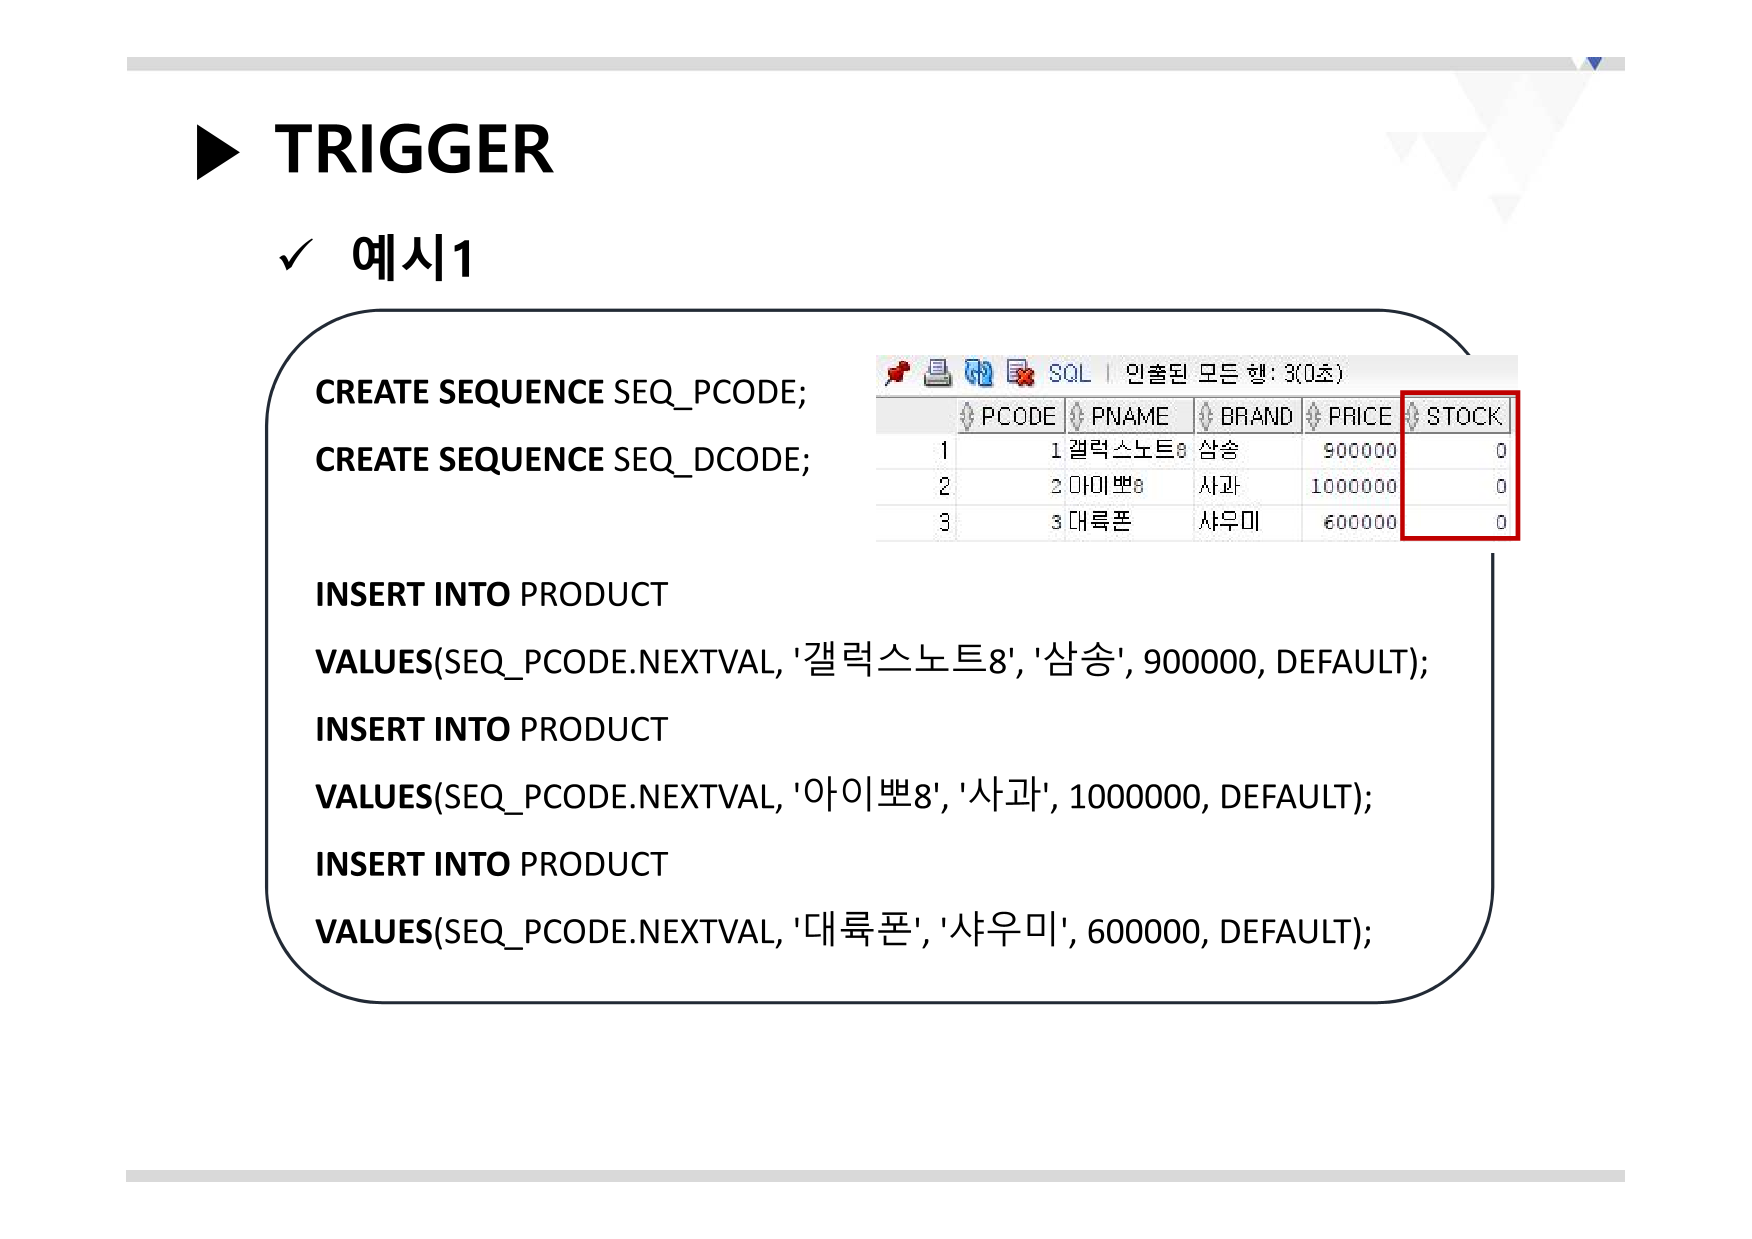 TRIGGER
✓ 예시1
CREATE SEQUENCE SEQ_PCODE;
CREATE SEQUENCE SEQ_DCODE;
SQL | 인출된 모든 행: 3(0초)
PCODE PNAME BRAND PRICE STOCK
1 1 갤럭스노트8 삼송 900000 0
2 2 아이뽀8 사과 1000000 0
3 3 대륙폰 샤우미 600000 0
INSERT INTO PRODUCT
VALUES(SEQ_PCODE.NEXTVAL, '갤럭스노트8', '삼송', 900000, DEFAULT);
INSERT INTO PRODUCT
VALUES(SEQ_PCODE.NEXTVAL, '아이뽀8', '사과', 1000000, DEFAULT);
INSERT INTO PRODUCT
VALUES(SEQ_PCODE.NEXTVAL, '대륙폰', '샤우미', 600000, DEFAULT);